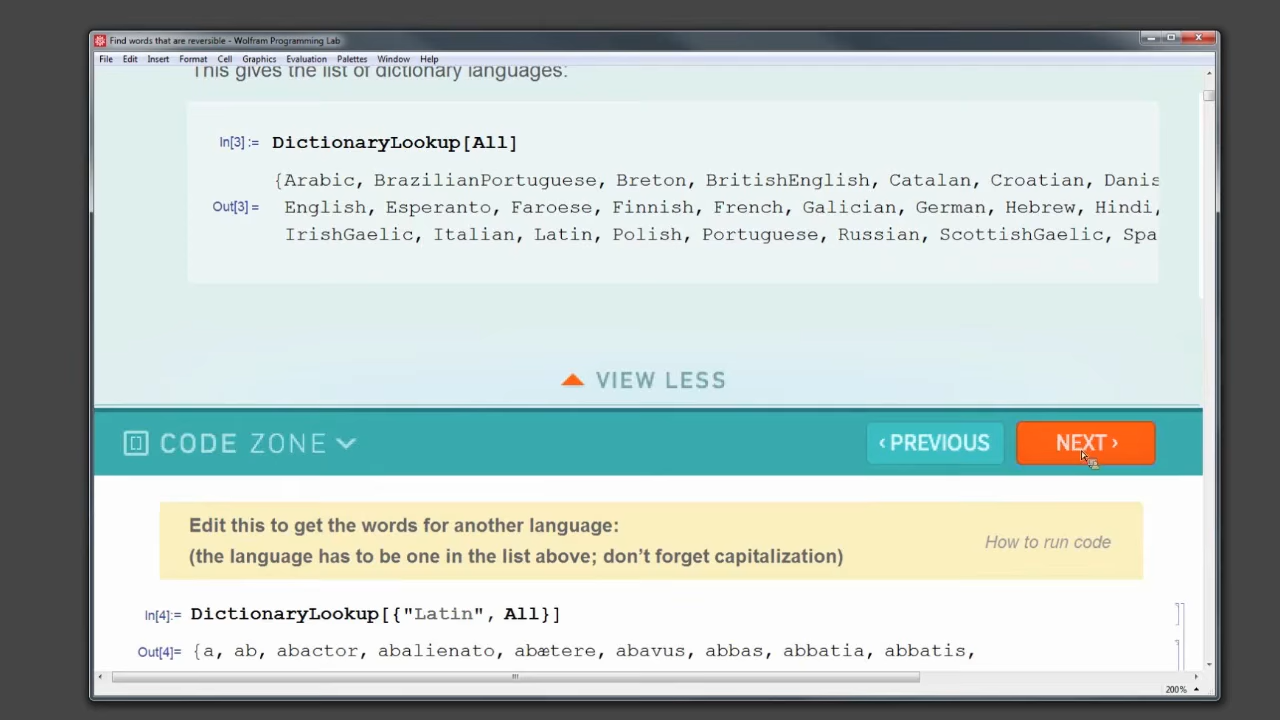 Find words that are reversible - Wolfram Programming Lab
File Edit Insert Format Cell Graphics Evaluation Palettes Window Help
This gives the list of dictionary languages:
In[3]:= DictionaryLookup[All]
{Arabic, BrazilianPortuguese, Breton, BritishEnglish, Catalan, Croatian, Danis
Out[3]= English, Esperanto, Faroese, Finnish, French, Galician, German, Hebrew, Hindi,
IrishGaelic, Italian, Latin, Polish, Portuguese, Russian, ScottishGaelic, Spa
VIEW LESS
[] CODE ZONE ‹ PREVIOUS NEXT ›
Edit this to get the words for another language:
(the language has to be one in the list above; don't forget capitalization)
How to run code
In[4]:= DictionaryLookup[{"Latin", All}]
Out[4]= {a, ab, abactor, abalienato, abætere, abavus, abbas, abbatia, abbatis,
200%